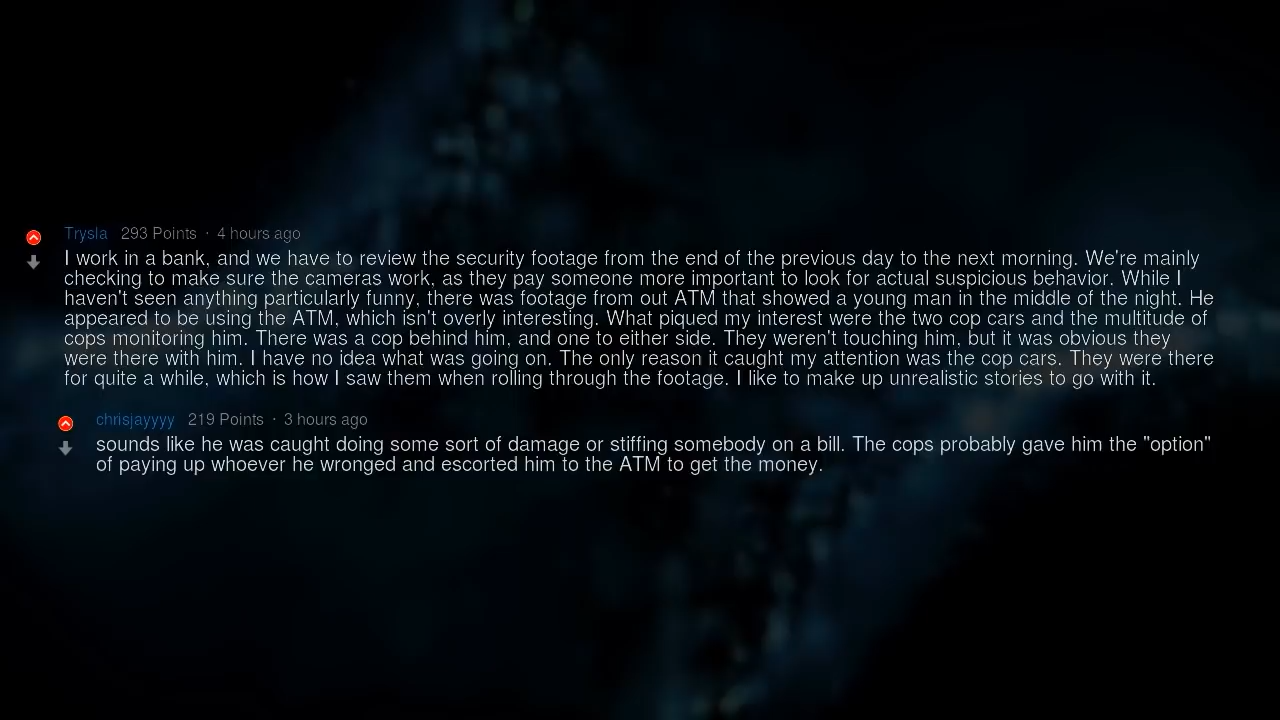 Trysla 293 Points · 4 hours ago
I work in a bank, and we have to review the security footage from the end of the previous day to the next morning. We're mainly
checking to make sure the cameras work, as they pay someone more important to look for actual suspicious behavior. While I
haven't seen anything particularly funny, there was footage from out ATM that showed a young man in the middle of the night. He
appeared to be using the ATM, which isn't overly interesting. What piqued my interest were the two cop cars and the multitude of
cops monitoring him. There was a cop behind him, and one to either side. They weren't touching him, but it was obvious they
were there with him. I have no idea what was going on. The only reason it caught my attention was the cop cars. They were there
for quite a while, which is how I saw them when rolling through the footage. I like to make up unrealistic stories to go with it.
chrisjayyyy 219 Points · 3 hours ago
sounds like he was caught doing some sort of damage or stiffing somebody on a bill. The cops probably gave him the "option"
of paying up whoever he wronged and escorted him to the ATM to get the money.